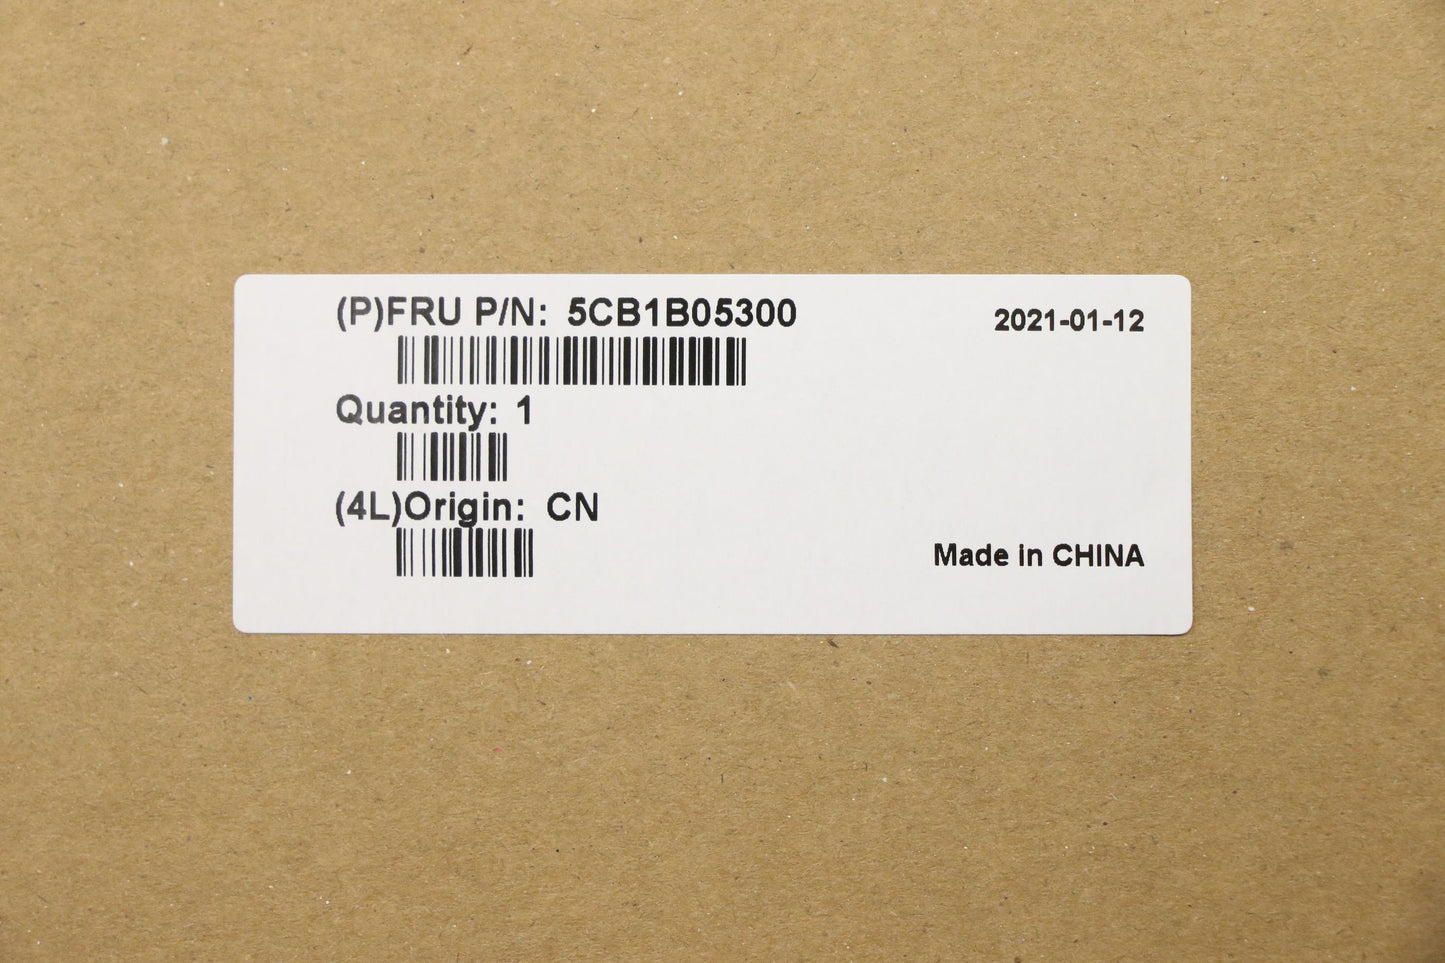 (P)FRU P/N: 5CB1B05300
2021-01-12
Quantity: 1
(4L)Origin: CN
Made in CHINA